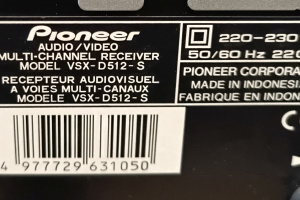 Pioneer
AUDIO/VIDEO
MULTI-CHANNEL RECEIVER
MODEL VSX-D512-S
RECEPTEUR AUDIOVISUEL
A VOIES MULTI-CANAUX
MODELE VSX-D512-S
4 977729 631050
220-230
50/60 Hz 220
PIONEER CORPORA
MADE IN INDONESI
FABRIQUE EN INDONES